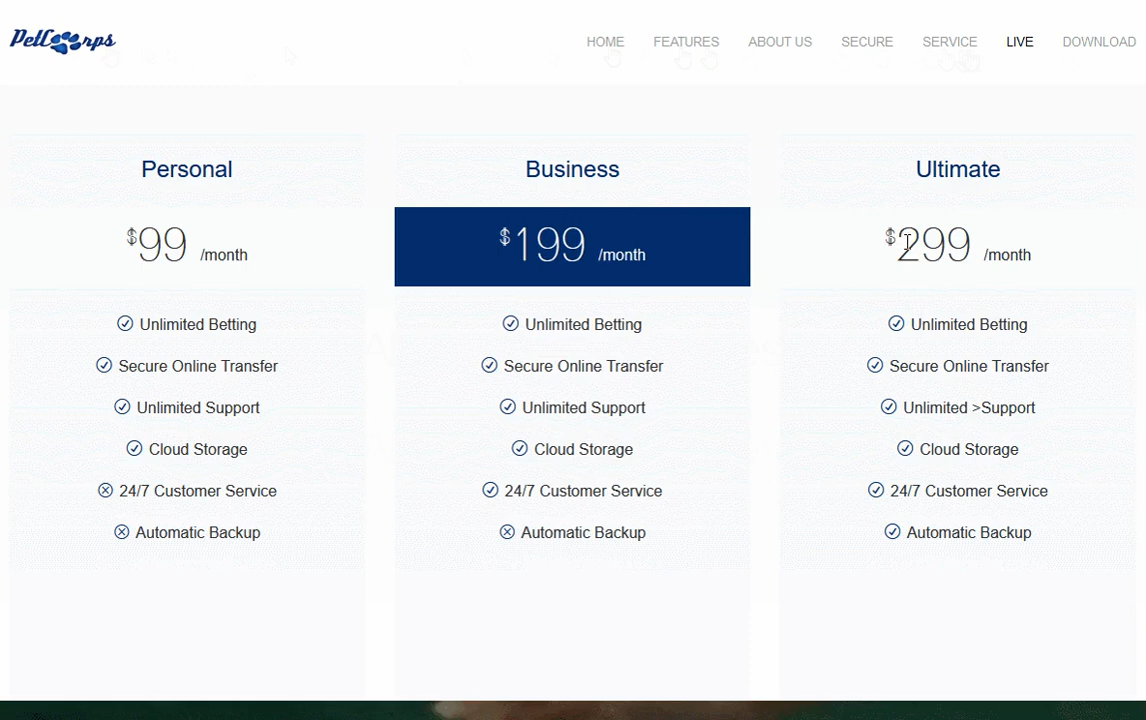 PetCorps
HOME FEATURES ABOUT US SECURE SERVICE LIVE DOWNLOAD
Personal
$99 /month
Unlimited Betting
Secure Online Transfer
Unlimited Support
Cloud Storage
24/7 Customer Service
Automatic Backup
Business
$199 /month
Unlimited Betting
Secure Online Transfer
Unlimited Support
Cloud Storage
24/7 Customer Service
Automatic Backup
Ultimate
$299 /month
Unlimited Betting
Secure Online Transfer
Unlimited >Support
Cloud Storage
24/7 Customer Service
Automatic Backup